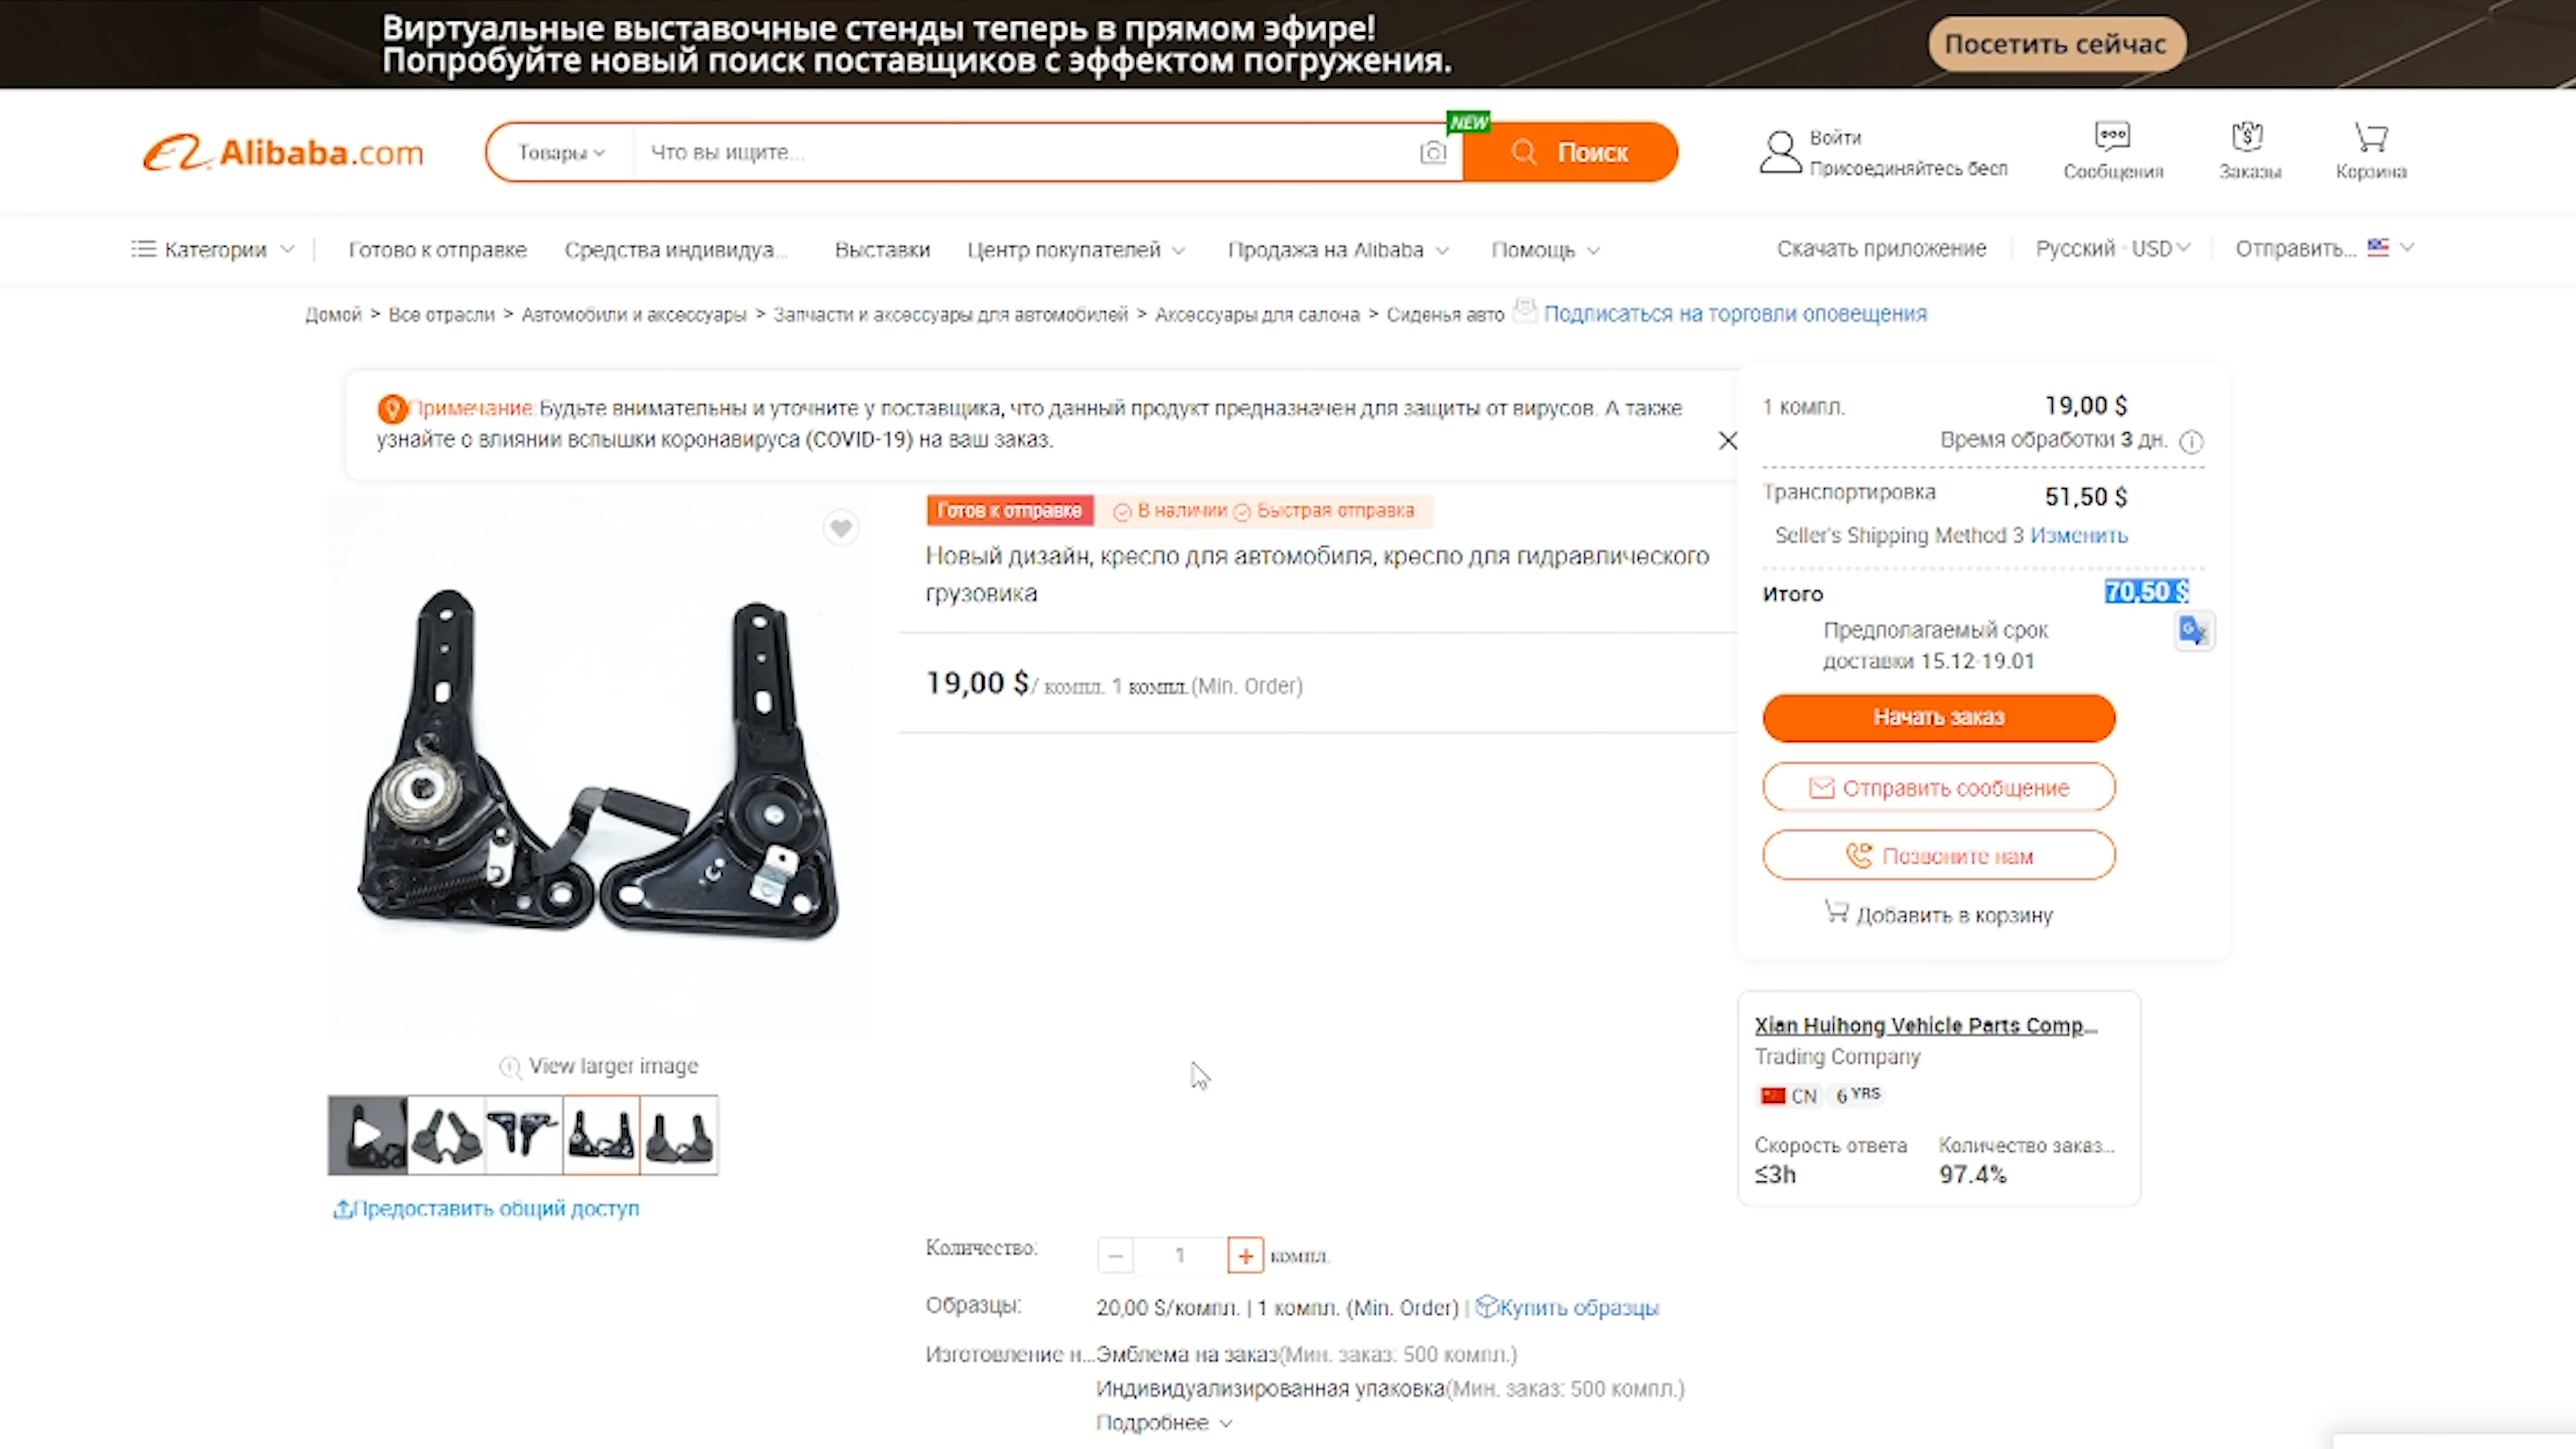 Виртуальные выставочные стенды теперь в прямом эфире!
Попробуйте новый поиск поставщиков с эффектом погружения.
Посетить сейчас
Alibaba.com
Товары
Что вы ищите...
NEW
Поиск
Войти
Присоединяйтесь бесп
Сообщения
Заказы
Корзина
Категории
Готово к отправке
Средства индивидуа...
Выставки
Центр покупателей
Продажа на Alibaba
Помощь
Скачать приложение
Русский - USD
Отправить...
Домой > Все отрасли > Автомобили и аксессуары > Запчасти и аксессуары для автомобилей > Аксессуары для салона > Сиденья авто
Подписаться на торговли оповещения
Примечание:Будьте внимательны и уточните у поставщика, что данный продукт предназначен для защиты от вирусов. А также
узнайте о влиянии вспышки коронавируса (COVID-19) на ваш заказ.
Готов к отправке
В наличии
Быстрая отправка
Новый дизайн, кресло для автомобиля, кресло для гидравлического
грузовика
19,00 $/ компл. 1 компл.(Min. Order)
1 компл.
19,00 $
Время обработки 3 дн.
Транспортировка
51,50 $
Seller's Shipping Method 3 Изменить
Итого
70,50 $
Предполагаемый срок
доставки 15.12-19.01
Начать заказ
Отправить сообщение
Позвоните нам
Добавить в корзину
Xian Huihong Vehicle Parts Comp...
Trading Company
CN
6 YRS
Скорость ответа
≤3h
Количество заказ...
97.4%
View larger image
Предоставить общий доступ
Количество:
1
компл.
Образцы:
20,00 $/компл. | 1 компл. (Min. Order) | Купить образцы
Изготовление н...
Эмблема на заказ(Мин. заказ: 500 компл.)
Индивидуализированная упаковка(Мин. заказ: 500 компл.)
Подробнее